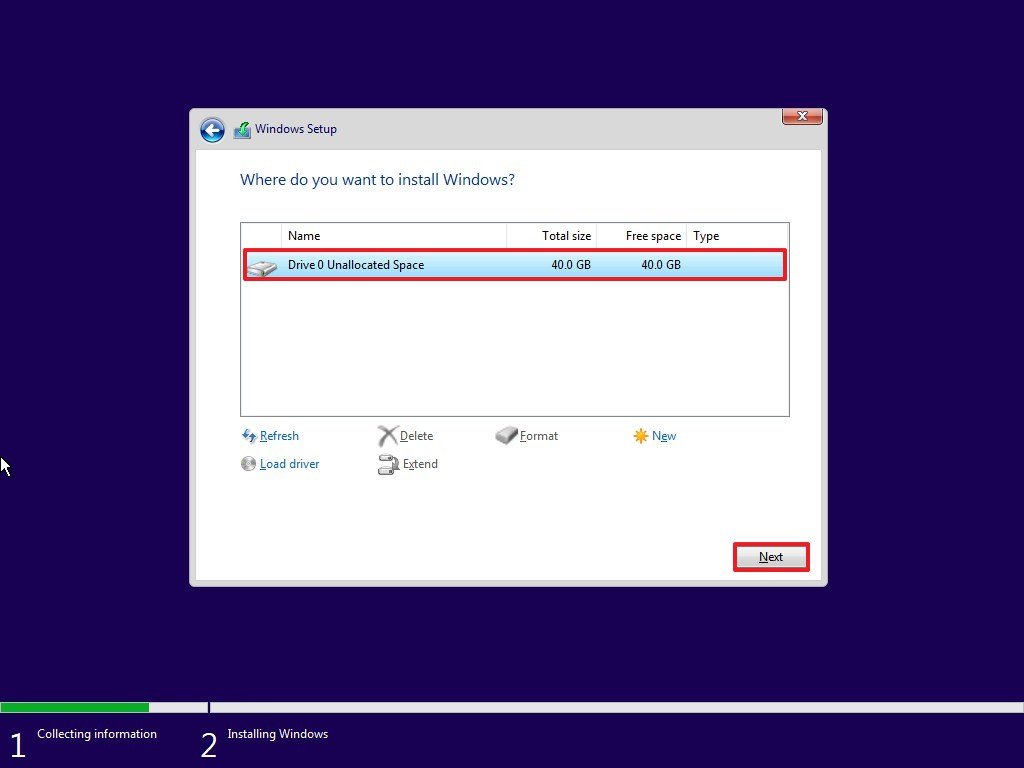 Windows Setup
Where do you want to install Windows?
Name Total size Free space Type
Drive 0 Unallocated Space 40.0 GB 40.0 GB
Refresh Delete Format New
Load driver Extend
Next
1 Collecting information 2 Installing Windows